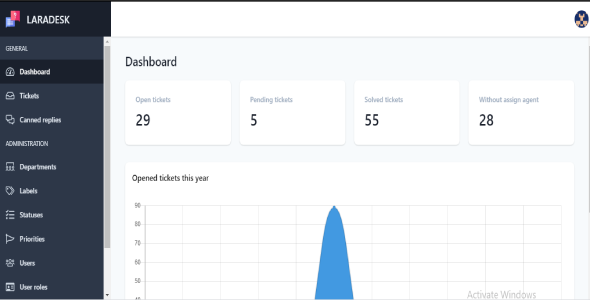 LARADESK
GENERAL
Dashboard
Tickets
Canned replies
ADMINISTRATION
Departments
Labels
Statuses
Priorities
Users
User roles
Dashboard
Open tickets
29
Pending tickets
5
Solved tickets
55
Without assign agent
28
Opened tickets this year
90
80
70
60
50
40
Activate Windows